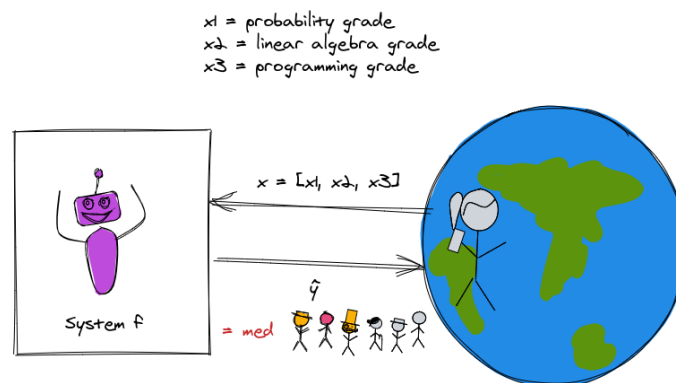 x1 = probability grade
x2 = linear algebra grade
x3 = programming grade
x = [x1, x2, x3]
ỹ
System f
= med